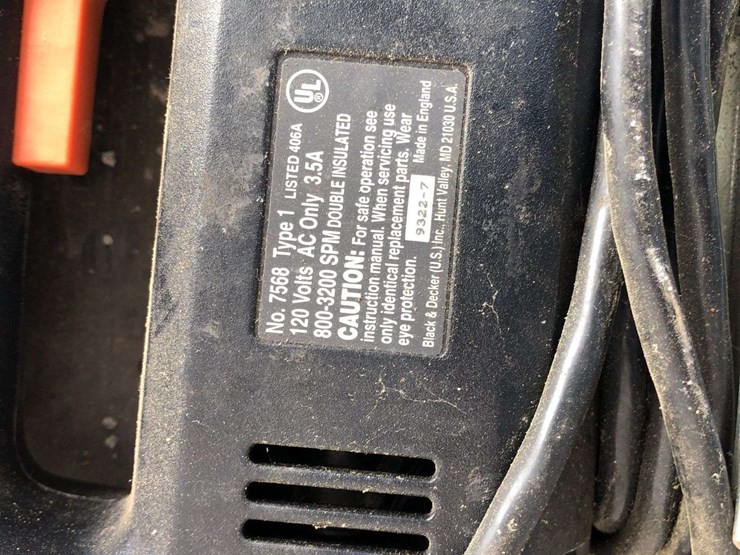 No. 7568 Type 1 LISTED 406A UL ®
120 Volts AC Only 3.5A
800-3200 SPM DOUBLE INSULATED
CAUTION: For safe operation see
instruction manual. When servicing use
only identical replacement parts. Wear
eye protection. 9322-7 Made in England
Black & Decker (U.S.) Inc., Hunt Valley, MD 21030 U.S.A.